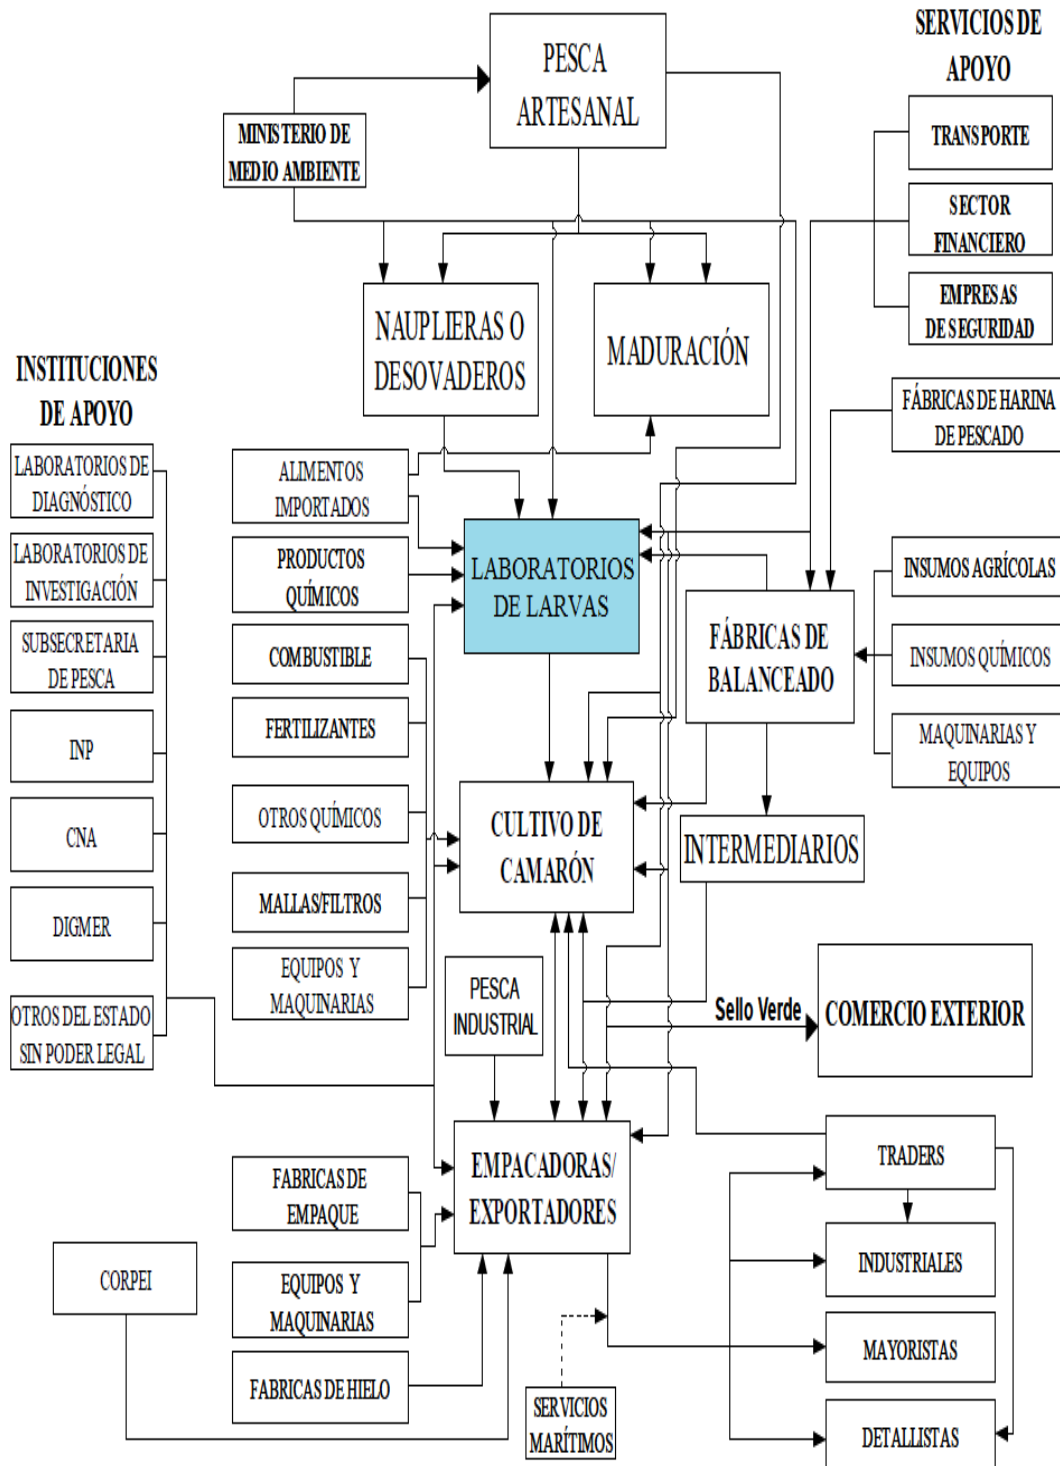 PESCA
ARTESANAL
SERVICIOS DE
APOYO
MINISTERIO DE
MEDIO AMBIENTE
TRANSPORTE
SECTOR
FINANCIERO
EMPRESAS
DE SEGURIDAD
NAUPLIERAS O
DESOVADEROS
MADURACIÓN
INSTITUCIONES
DE APOYO
FÁBRICAS DE HARINA
DE PESCADO
LABORATORIOS DE
DIAGNÓSTICO
ALIMENTOS
IMPORTADOS
LABORATORIOS DE
INVESTIGACIÓN
PRODUCTOS
QUÍMICOS
LABORATORIOS
DE LARVAS
INSUMOS AGRÍCOLAS
SUBSECRETARIA
DE PESCA
COMBUSTIBLE
FÁBRICAS DE
BALANCEADO
INSUMOS QUÍMICOS
INP
FERTILIZANTES
MAQUINARIAS Y
EQUIPOS
CNA
OTROS QUÍMICOS
CULTIVO DE
CAMARÓN
INTERMEDIARIOS
DIGMER
MALLAS/FILTROS
EQUIPOS Y
MAQUINARIAS
PESCA
INDUSTRIAL
Sello Verde
COMERCIO EXTERIOR
OTROS DEL ESTADO
SIN PODER LEGAL
FABRICAS DE
EMPAQUE
EMPACADORAS/
EXPORTADORES
TRADERS
CORPEI
EQUIPOS Y
MAQUINARIAS
INDUSTRIALES
FABRICAS DE HIELO
MAYORISTAS
SERVICIOS
MARÍTIMOS
DETALLISTAS